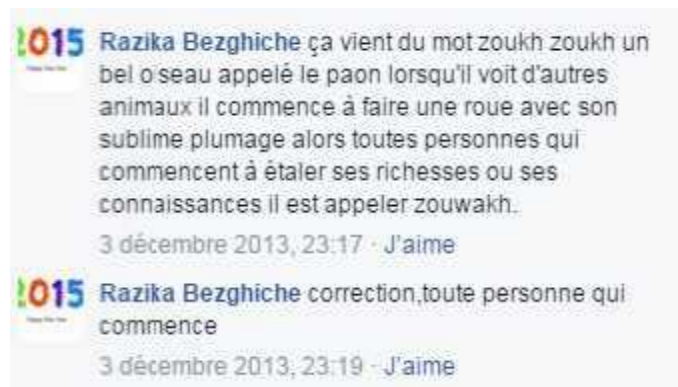 2015
Razika Bezghiche ça vient du mot zoukh zoukh un
bel o seau appelé le paon lorsqu'il voit d'autres
animaux il commence à faire une roue avec son
sublime plumage alors toutes personnes qui
commencent à étaler ses richesses ou ses
connaissances il est appeler zouwakh.
3 décembre 2013, 23:17 · J'aime
2015
Razika Bezghiche correction,toute personne qui
commence
3 décembre 2013, 23:19 · J'aime